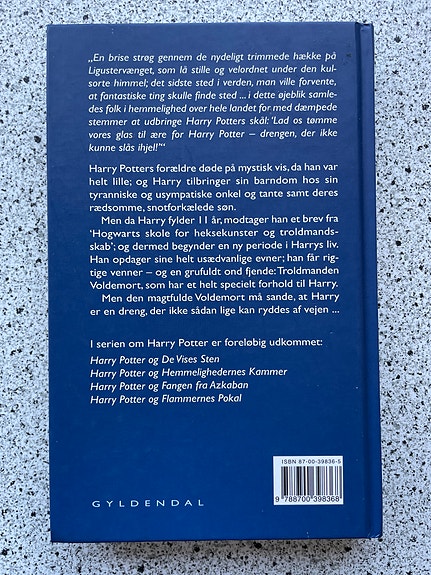 „En brise strøg gennem de nydeligt trimmede hække på
Ligustervænget, som lå stille og velordnet under den kul-
sorte himmel; det sidste sted i verden, man ville forvente,
at fantastiske ting skulle finde sted ... i dette øjeblik samle-
des folk i hemmelighed over hele landet for med dæmpede
stemmer at udbringe Harry Potters skål: 'Lad os tømme
vores glas til ære for Harry Potter – drengen, der ikke
kunne slås ihjel!'“
Harry Potters forældre døde på mystisk vis, da han var
helt lille; og Harry tilbringer sin barndom hos sin
tyranniske og usympatiske onkel og tante samt deres
rædsomme, snotforkælede søn.
Men da Harry fylder 11 år, modtager han et brev fra
'Hogwarts skole for heksekunster og troldmands-
skab'; og dermed begynder en ny periode i Harrys liv.
Han opdager sine helt usædvanlige evner; han får rig-
tige venner – og en grufuldt ond fjende: Troldmanden
Voldemort, som har et helt specielt forhold til Harry.
Men den magtfulde Voldemort må sande, at Harry
er en dreng, der ikke sådan lige kan ryddes af vejen ...
I serien om Harry Potter er foreløbig udkommet:
Harry Potter og De Vises Sten
Harry Potter og Hemmelighedernes Kammer
Harry Potter og Fangen fra Azkaban
Harry Potter og Flammernes Pokal
ISBN 87-00-39836-5
9 788700 398368
GYLDENDAL